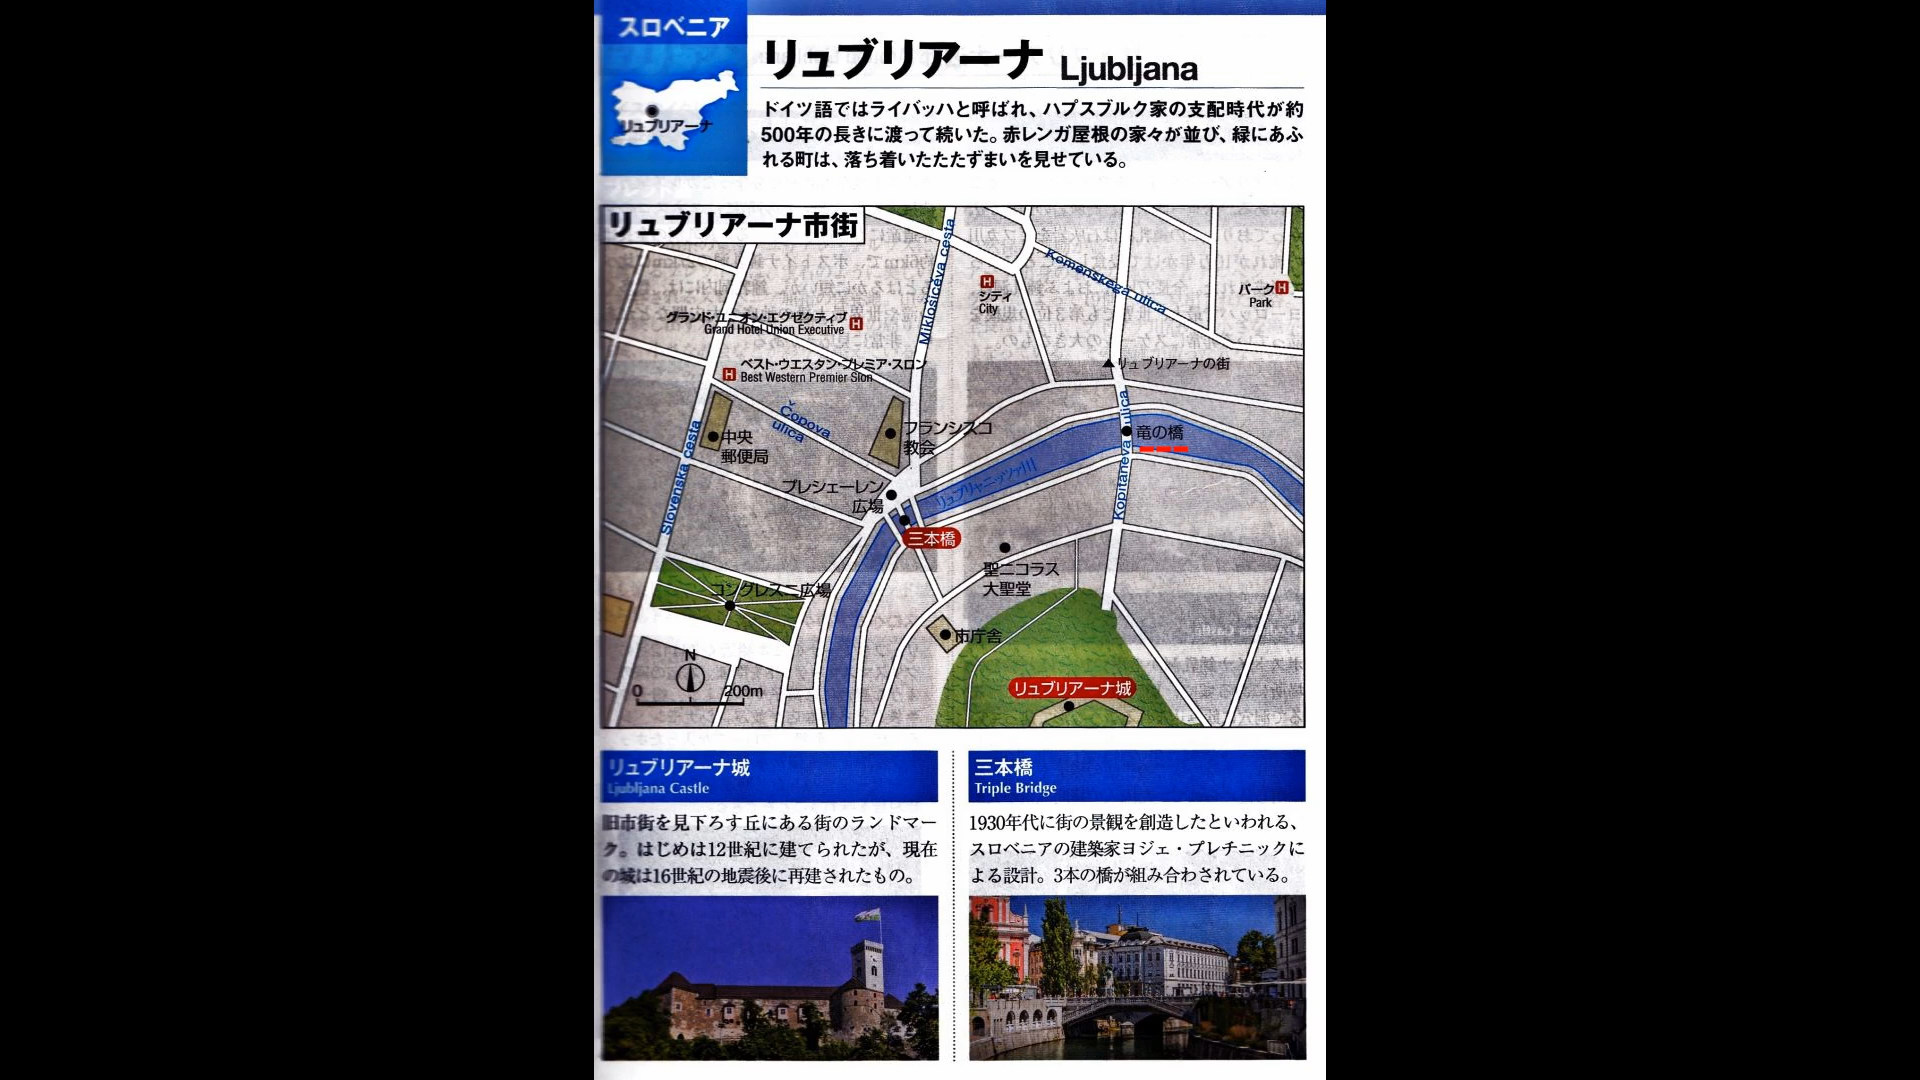 スロベニア
リュブリアーナ
リュブリアーナ Ljubljana
ドイツ語ではライバッハと呼ばれ、ハプスブルク家の支配時代が約
500年の長きに渡って続いた。赤レンガ屋根の家々が並び、緑にあふ
れる町は、落ち着いたたたずまいを見せている。
リュブリアーナ市街
Miklošičeva cesta
Komenskega ulica
シティ
City
パーク
Park
グランド・ユニオン・エグゼクティブ
Grand Hotel Union Executive
ベスト・ウエスタン・プレミア・スロン
Best Western Premier Slon
リュブリアーナの街
Čopova
ulica
Slovenska cesta
中央
郵便局
フランシスコ
教会
Kopitarjeva ulica
竜の橋
リュブリャニッツァ川
プレシェーレン
広場
三本橋
聖ニコラス
大聖堂
コングレスニ広場
市庁舎
リュブリアーナ城
N
0 200m
リュブリアーナ城
Ljubljana Castle
旧市街を見下ろす丘にある街のランドマー
ク。はじめは12世紀に建てられたが、現在
の城は16世紀の地震後に再建されたもの。
三本橋
Triple Bridge
1930年代に街の景観を創造したといわれる、
スロベニアの建築家ヨジェ・プレチニックに
よる設計。3本の橋が組み合わされている。